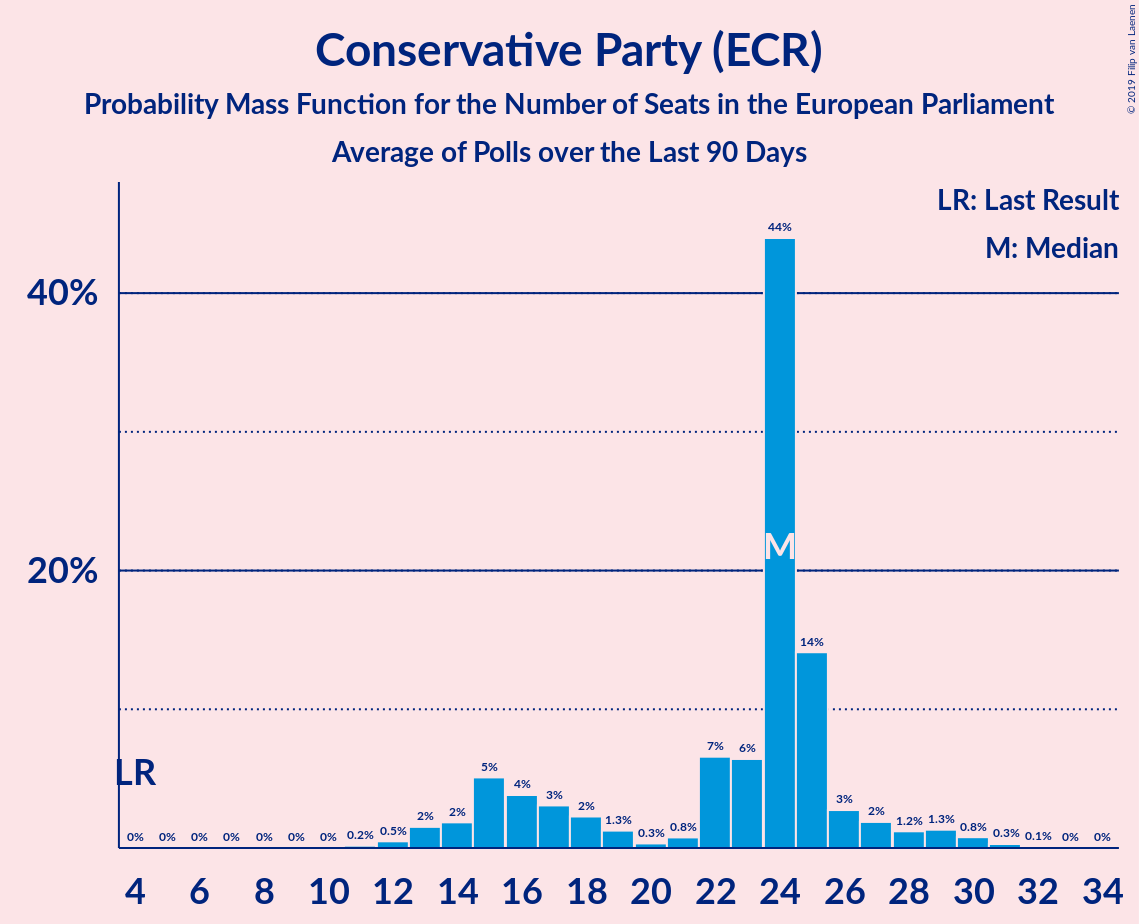 Conservative Party (ECR)
Probability Mass Function for the Number of Seats in the European Parliament
Average of Polls over the Last 90 Days
© 2019 Filip van Laenen
LR: Last Result
M: Median
40%
20%
LR
M
0% 0% 0% 0% 0% 0% 0% 0.2% 0.5% 2% 2% 5% 4% 3% 2% 1.3% 0.3% 0.8% 7% 6% 44% 14% 3% 2% 1.2% 1.3% 0.8% 0.3% 0.1% 0% 0%
4 6 8 10 12 14 16 18 20 22 24 26 28 30 32 34